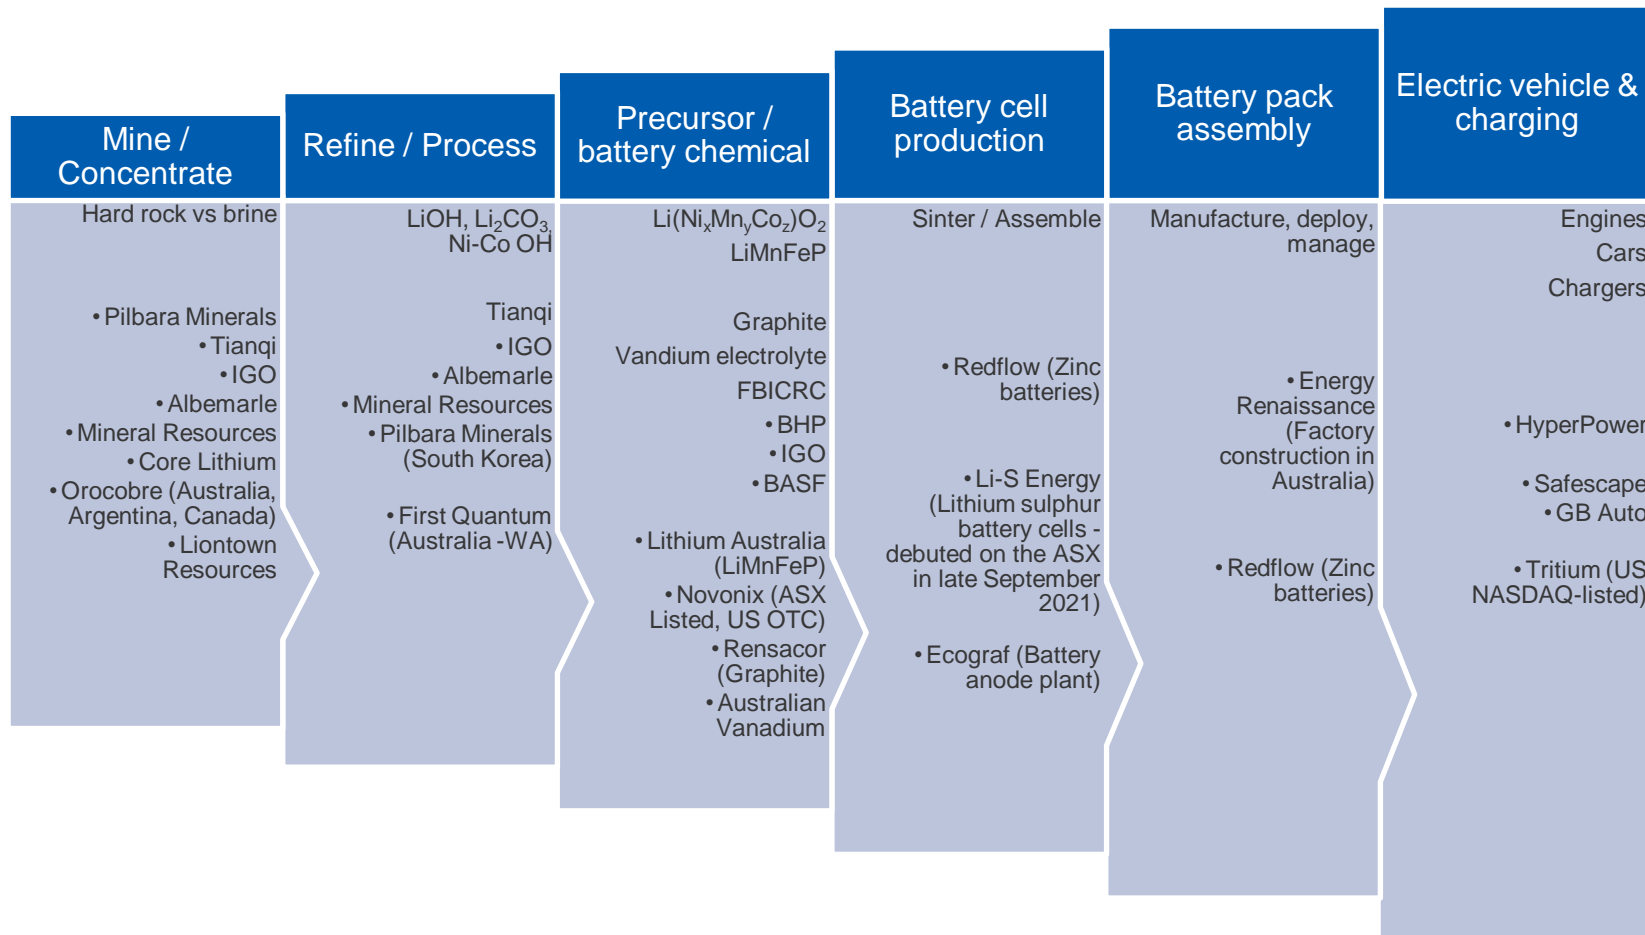 Mine /
Concentrate
Hard rock vs brine
• Pilbara Minerals
• Tianqi
• IGO
• Albemarle
• Mineral Resources
• Core Lithium
• Orocobre (Australia,
Argentina, Canada)
• Liontown
Resources
Refine / Process
LiOH, Li₂CO₃,
Ni-Co OH
Tianqi
• IGO
• Albemarle
• Mineral Resources
• Pilbara Minerals
(South Korea)
• First Quantum
(Australia -WA)
Precursor /
battery chemical
Li(NiₓMnᵧCo_z)O₂
LiMnFeP
Graphite
Vandium electrolyte
FBICRC
• BHP
• IGO
• BASF
• Lithium Australia
(LiMnFeP)
• Novonix (ASX
Listed, US OTC)
• Rensacor
(Graphite)
• Australian
Vanadium
Battery cell
production
Sinter / Assemble
• Redflow (Zinc
batteries)
• Li-S Energy
(Lithium sulphur
battery cells -
debuted on the ASX
in late September
2021)
• Ecograf (Battery
anode plant)
Battery pack
assembly
Manufacture, deploy,
manage
• Energy
Renaissance
(Factory
construction in
Australia)
• Redflow (Zinc
batteries)
Electric vehicle &
charging
Engines
Cars
Chargers
• HyperPower
• Safescape
• GB Auto
• Tritium (US
NASDAQ-listed)